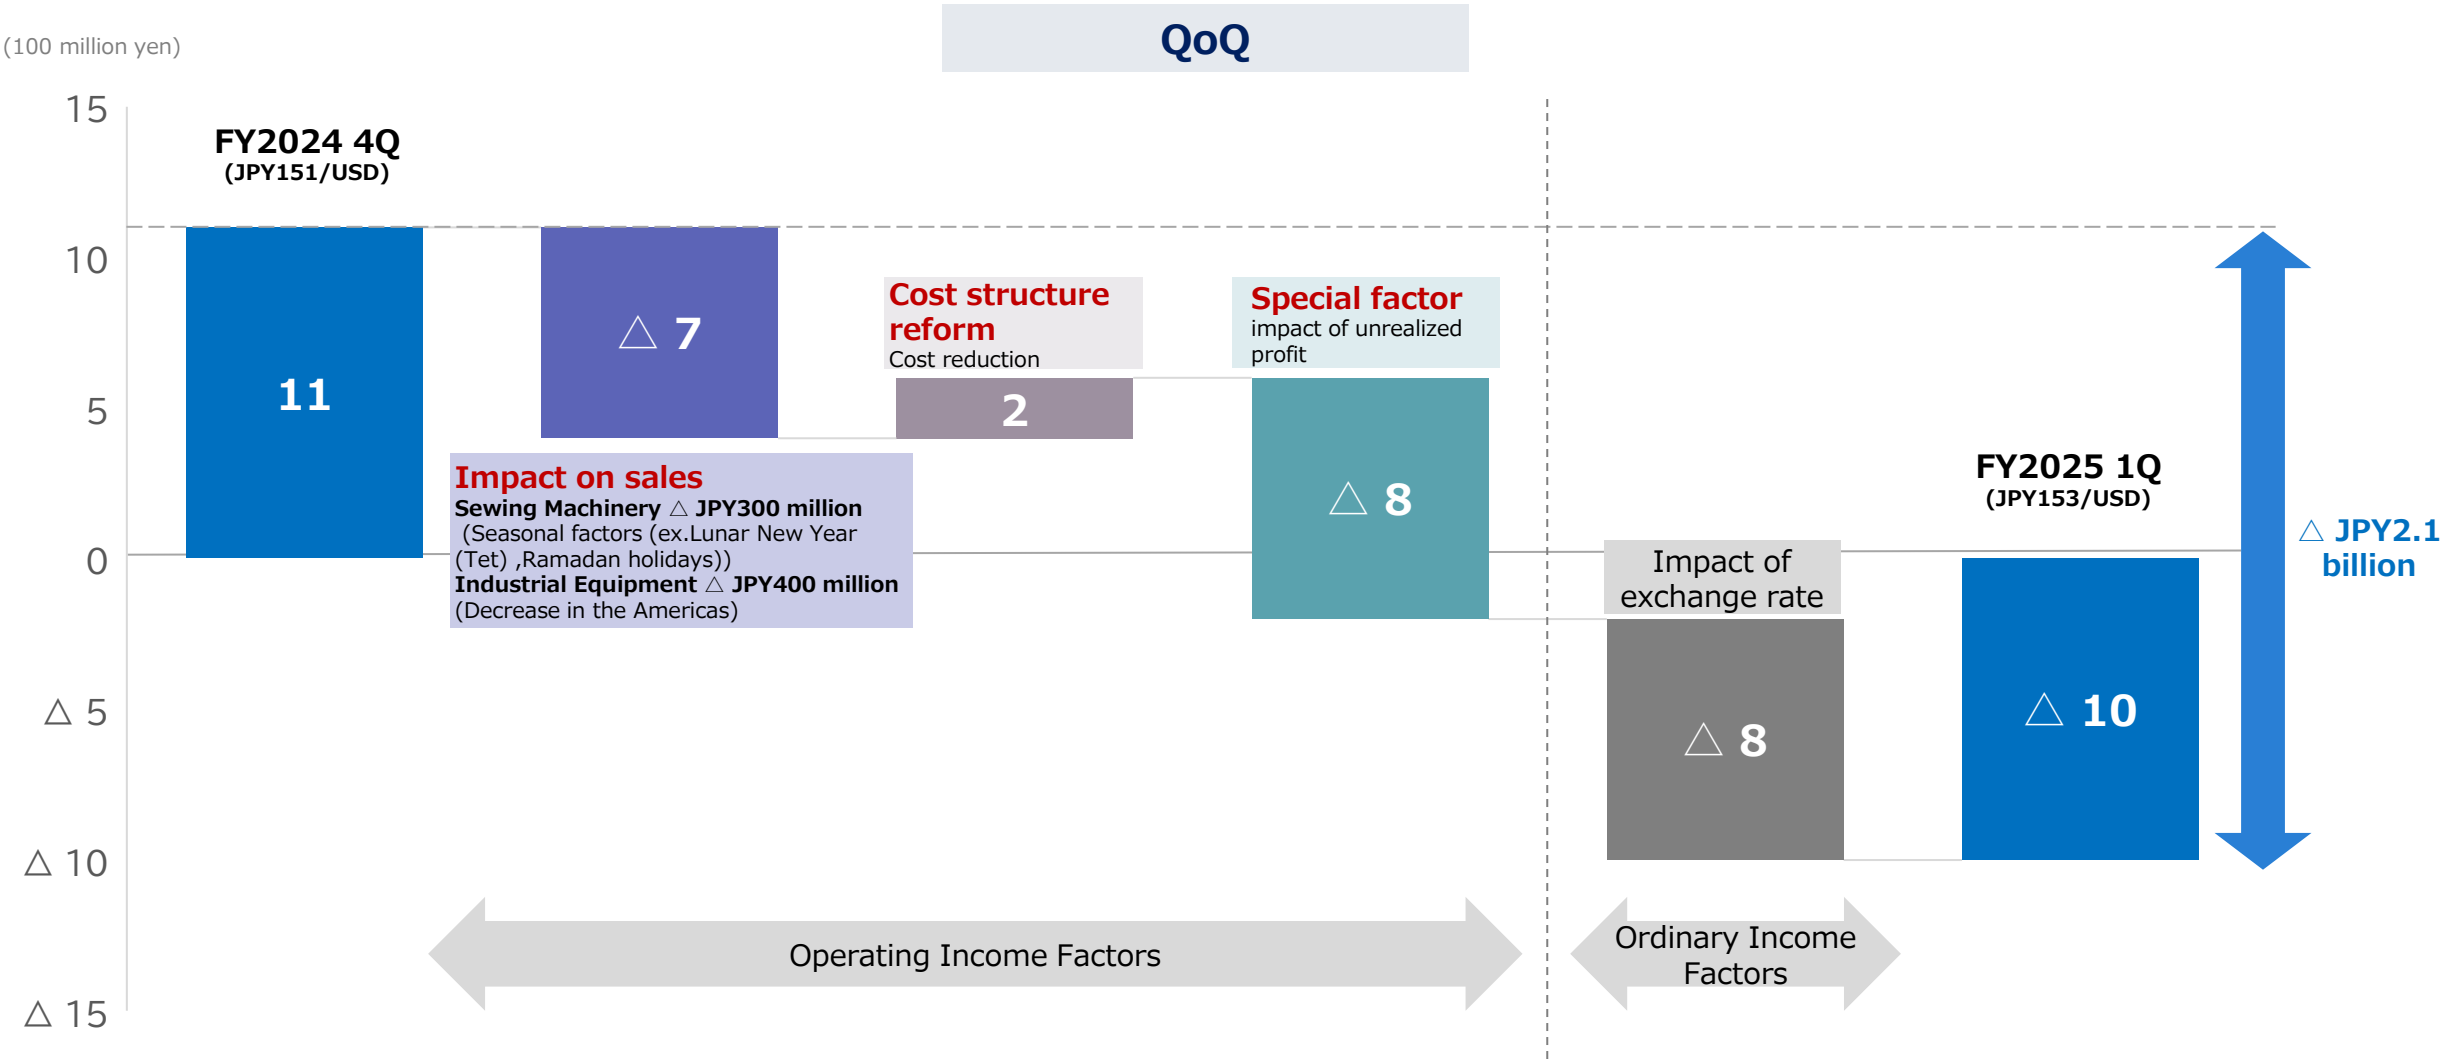 QoQ
(100 million yen)
15
10
5
0
△ 5
△ 10
△ 15
FY2024 4Q
(JPY151/USD)
11
△ 7
Impact on sales
Sewing Machinery △ JPY300 million
(Seasonal factors (ex.Lunar New Year
(Tet) ,Ramadan holidays))
Industrial Equipment △ JPY400 million
(Decrease in the Americas)
Cost structure
reform
Cost reduction
2
Special factor
impact of unrealized
profit
△ 8
Impact of
exchange rate
△ 8
FY2025 1Q
(JPY153/USD)
△ 10
△ JPY2.1
billion
Operating Income Factors
Ordinary Income
Factors